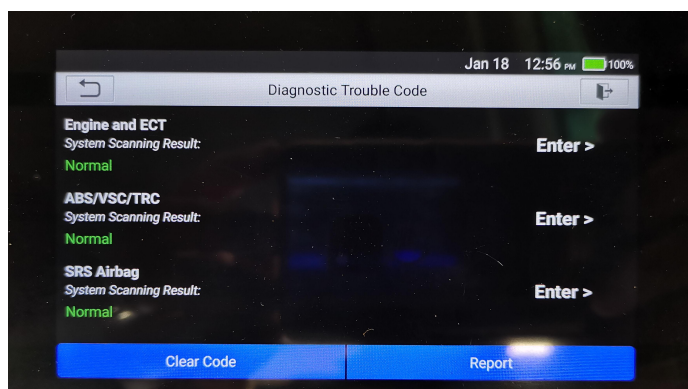 Jan 18 12:56 PM 100%
Diagnostic Trouble Code
Engine and ECT
System Scanning Result:
Enter >
Normal
ABS/VSC/TRC
System Scanning Result:
Enter >
Normal
SRS Airbag
System Scanning Result:
Enter >
Normal
Clear Code Report